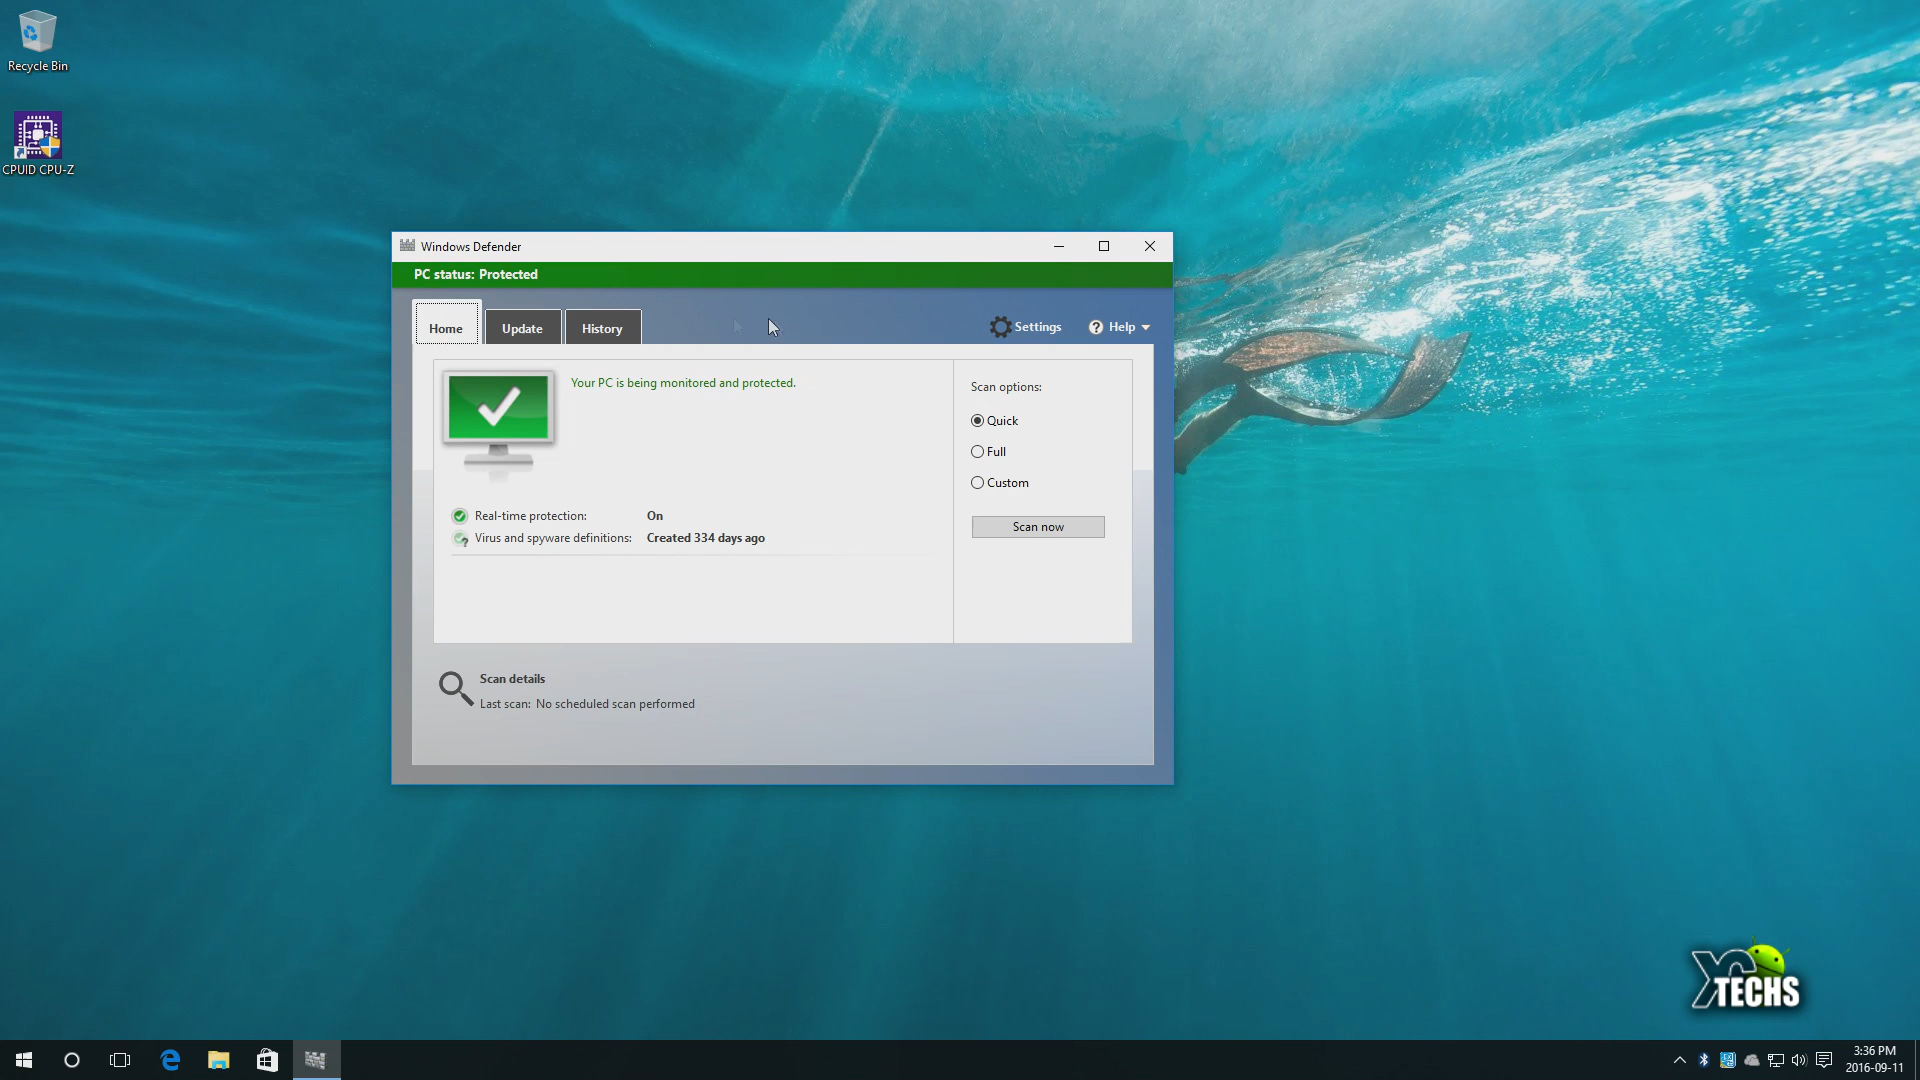 Recycle Bin
CPUID CPU-Z
Windows Defender
PC status: Protected
Home
Update
History
Settings
? Help
Your PC is being monitored and protected.
Real-time protection: On
Virus and spyware definitions: Created 334 days ago
Scan options:
Quick
Full
Custom
Scan now
Scan details
Last scan: No scheduled scan performed
TECHS
3:36 PM
2016-09-11